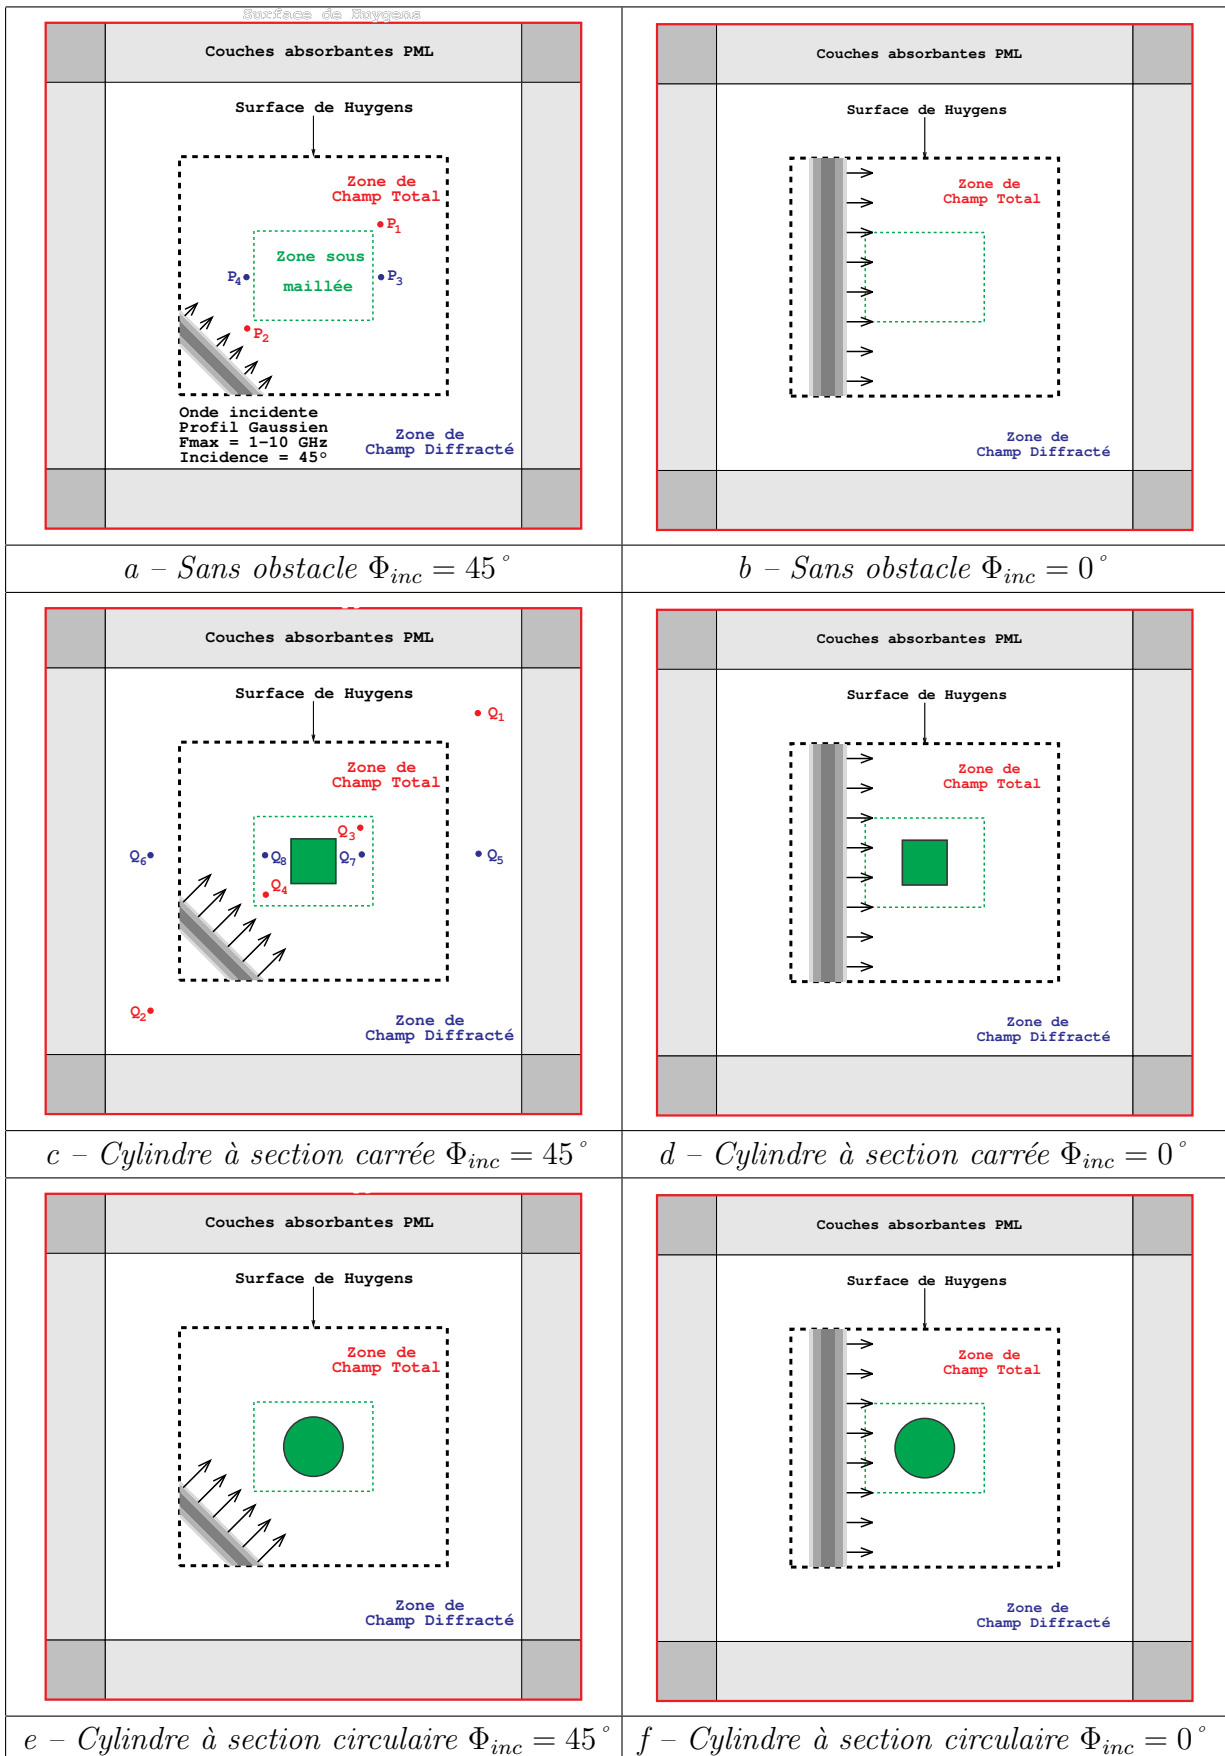 Surface de Huygens
Couches absorbantes PML
Surface de Huygens
Zone de
Champ Total
P1
Zone sous
maillée
P4
P3
P2
Onde incidente
Profil Gaussien
Fmax = 1-10 GHz
Incidence = 45°
Zone de
Champ Diffracté
Couches absorbantes PML
Surface de Huygens
Zone de
Champ Total
Zone de
Champ Diffracté
a – Sans obstacle Φinc = 45°
b – Sans obstacle Φinc = 0°
Couches absorbantes PML
Surface de Huygens
Q1
Zone de
Champ Total
Q3
Q6
Q8
Q7
Q5
Q4
Q2
Zone de
Champ Diffracté
Couches absorbantes PML
Surface de Huygens
Zone de
Champ Total
Zone de
Champ Diffracté
c – Cylindre à section carrée Φinc = 45°
d – Cylindre à section carrée Φinc = 0°
Couches absorbantes PML
Surface de Huygens
Zone de
Champ Total
Zone de
Champ Diffracté
Couches absorbantes PML
Surface de Huygens
Zone de
Champ Total
Zone de
Champ Diffracté
e – Cylindre à section circulaire Φinc = 45°
f – Cylindre à section circulaire Φinc = 0°